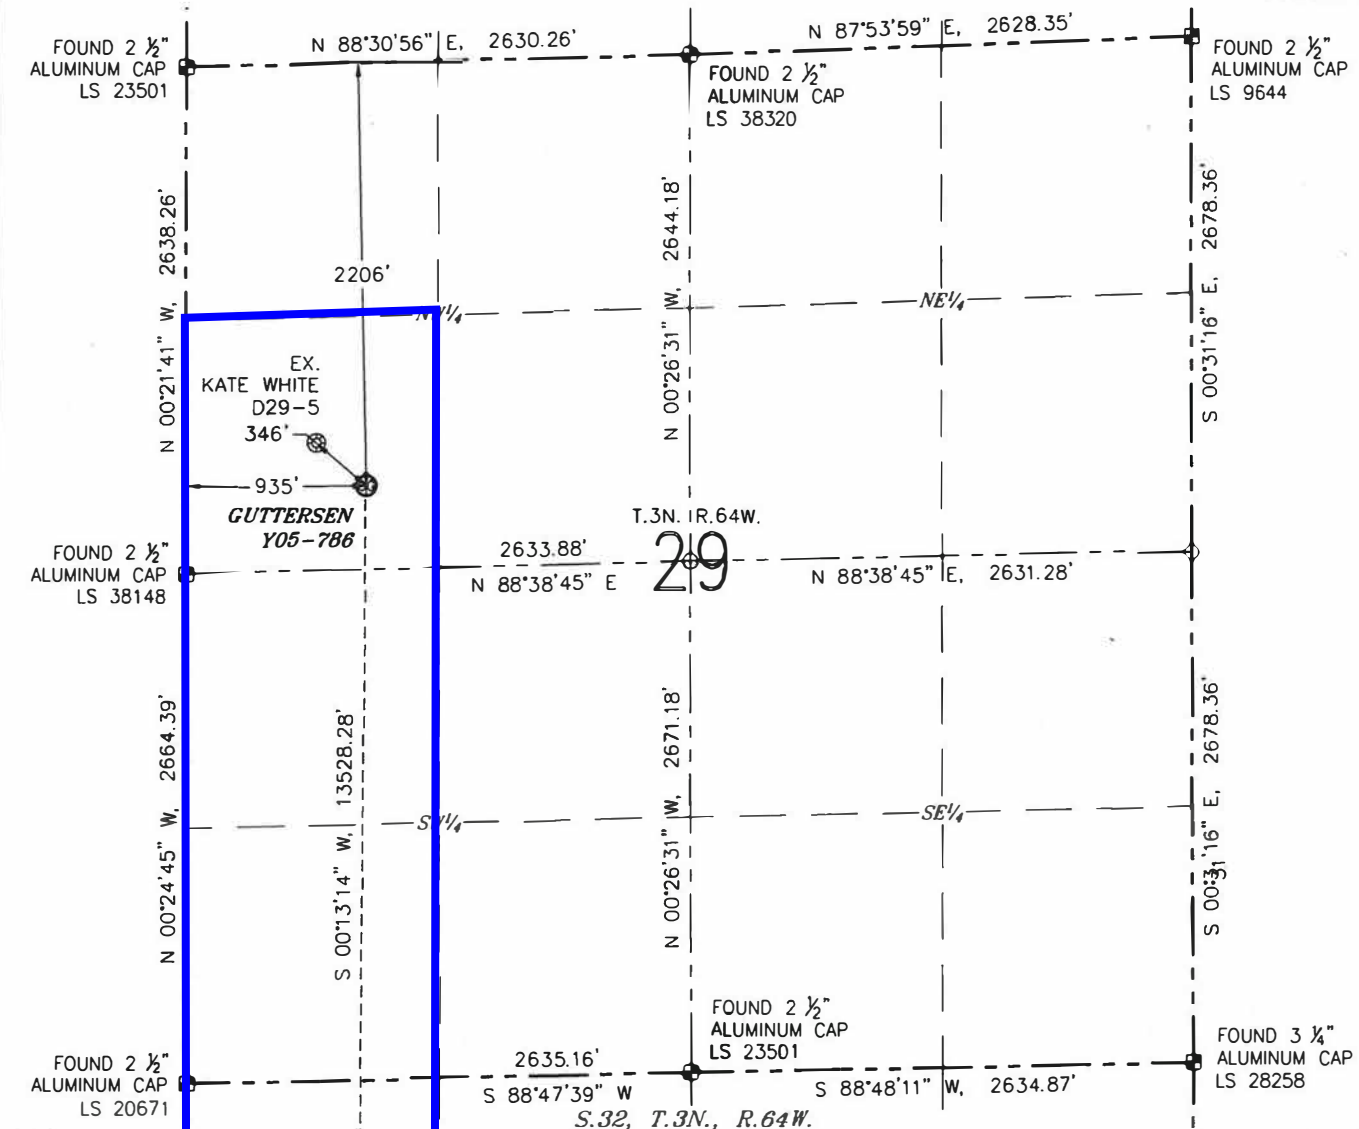 N 88°30'56" E, 2630.26'
N 87°53'59" E, 2628.35'
FOUND 2 ½"
ALUMINUM CAP
LS 23501
FOUND 2 ½"
ALUMINUM CAP
LS 38320
FOUND 2 ½"
ALUMINUM CAP
LS 9644
N 00°21'41" W, 2638.26'
2206'
N 00°26'31" W, 2644.18'
S 00°31'16" E, 2678.36'
NE¼
EX.
KATE WHITE
D29-5
346'
935'
GUTTERSEN
Y05-786
T.3N. R.64W.
29
FOUND 2 ½"
ALUMINUM CAP
LS 38148
2633.88'
N 88°38'45" E
N 88°38'45" E, 2631.28'
N 00°24'45" W, 2664.39'
S 00°13'14" W, 13528.28'
N 00°26'31" W, 2671.18'
S 00°31'16" E, 2678.36'
SE¼
FOUND 2 ½"
ALUMINUM CAP
LS 20671
2635.16'
S 88°47'39" W
FOUND 2 ½"
ALUMINUM CAP
LS 23501
S 88°48'11" W, 2634.87'
FOUND 3 ¼"
ALUMINUM CAP
LS 28258
S.32, T.3N., R.64W.